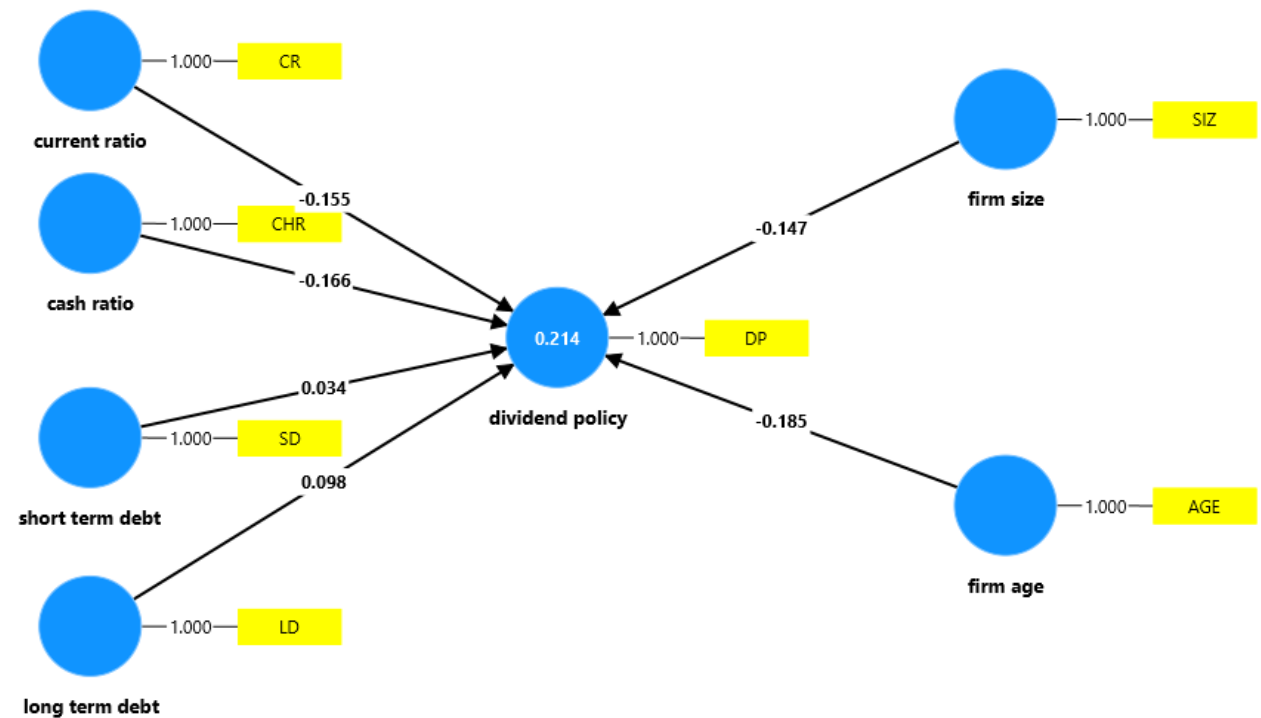 1.000
CR
current ratio
-0.155
1.000
CHR
cash ratio
-0.166
1.000
SIZ
firm size
-0.147
0.214
1.000
DP
dividend policy
0.034
1.000
SD
short term debt
0.098
-0.185
1.000
AGE
firm age
1.000
LD
long term debt